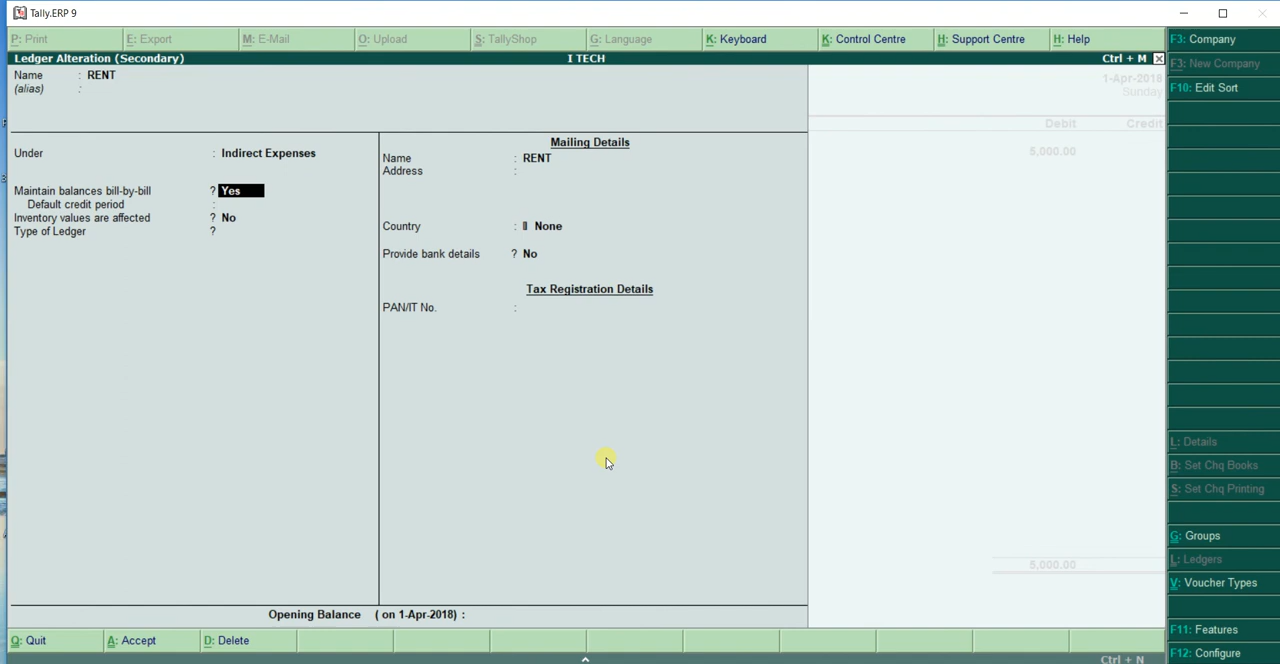 Tally.ERP 9
P: Print E: Export M: E-Mail O: Upload S: TallyShop G: Language K: Keyboard K: Control Centre H: Support Centre H: Help
Ledger Alteration (Secondary) I TECH Ctrl + M
Name : RENT
(alias) :
Under : Indirect Expenses
Maintain balances bill-by-bill ? Yes
Default credit period :
Inventory values are affected ? No
Type of Ledger ?
Mailing Details
Name : RENT
Address :
Country : None
Provide bank details ? No
Tax Registration Details
PAN/IT No. :
Opening Balance ( on 1-Apr-2018) :
1-Apr-2018
Sunday
Debit Credit
5,000.00
5,000.00
F3: Company
F3: New Company
F10: Edit Sort
L: Details
B: Set Chq Books
S: Set Chq Printing
G: Groups
L: Ledgers
V: Voucher Types
F11: Features
F12: Configure
Q: Quit A: Accept D: Delete
Ctrl + N